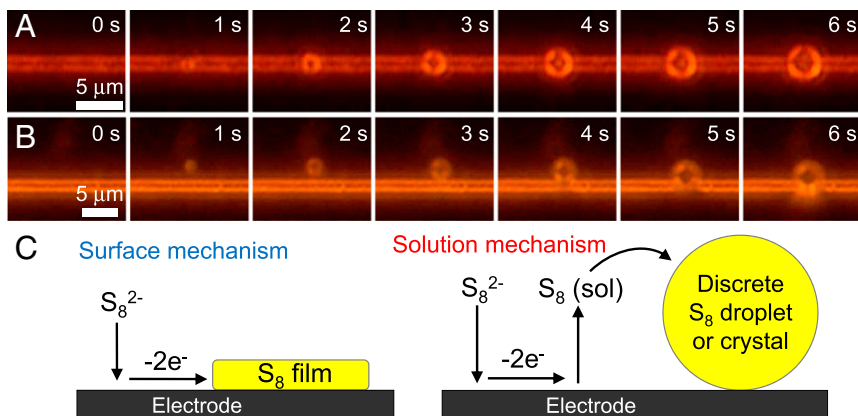 A
0 s
1 s
2 s
3 s
4 s
5 s
6 s
5 μm
B
0 s
1 s
2 s
3 s
4 s
5 s
6 s
5 μm
C
Surface mechanism
S₈²⁻
-2e⁻
S₈ film
Electrode
Solution mechanism
S₈²⁻
S₈ (sol)
-2e⁻
Discrete
S₈ droplet
or crystal
Electrode